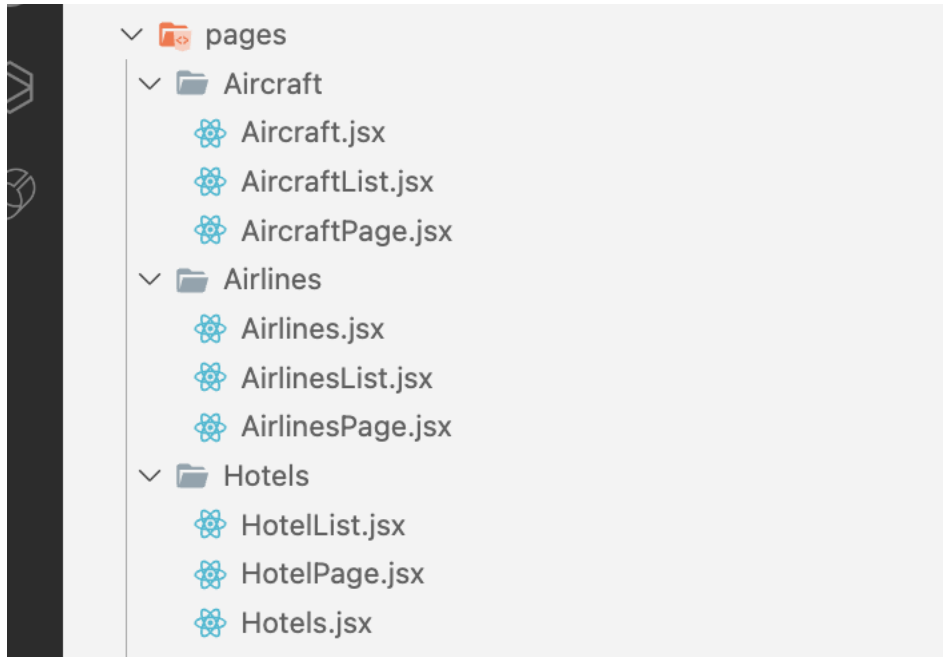 pages
Aircraft
Aircraft.jsx
AircraftList.jsx
AircraftPage.jsx
Airlines
Airlines.jsx
AirlinesList.jsx
AirlinesPage.jsx
Hotels
HotelList.jsx
HotelPage.jsx
Hotels.jsx